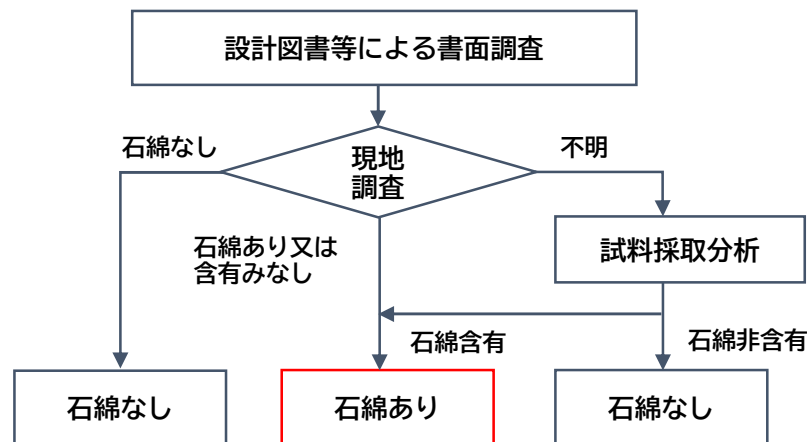 設計図書等による書面調査
石綿なし
現地
調査
不明
石綿あり又は
含有みなし
試料採取分析
石綿含有
石綿非含有
石綿なし
石綿あり
石綿なし